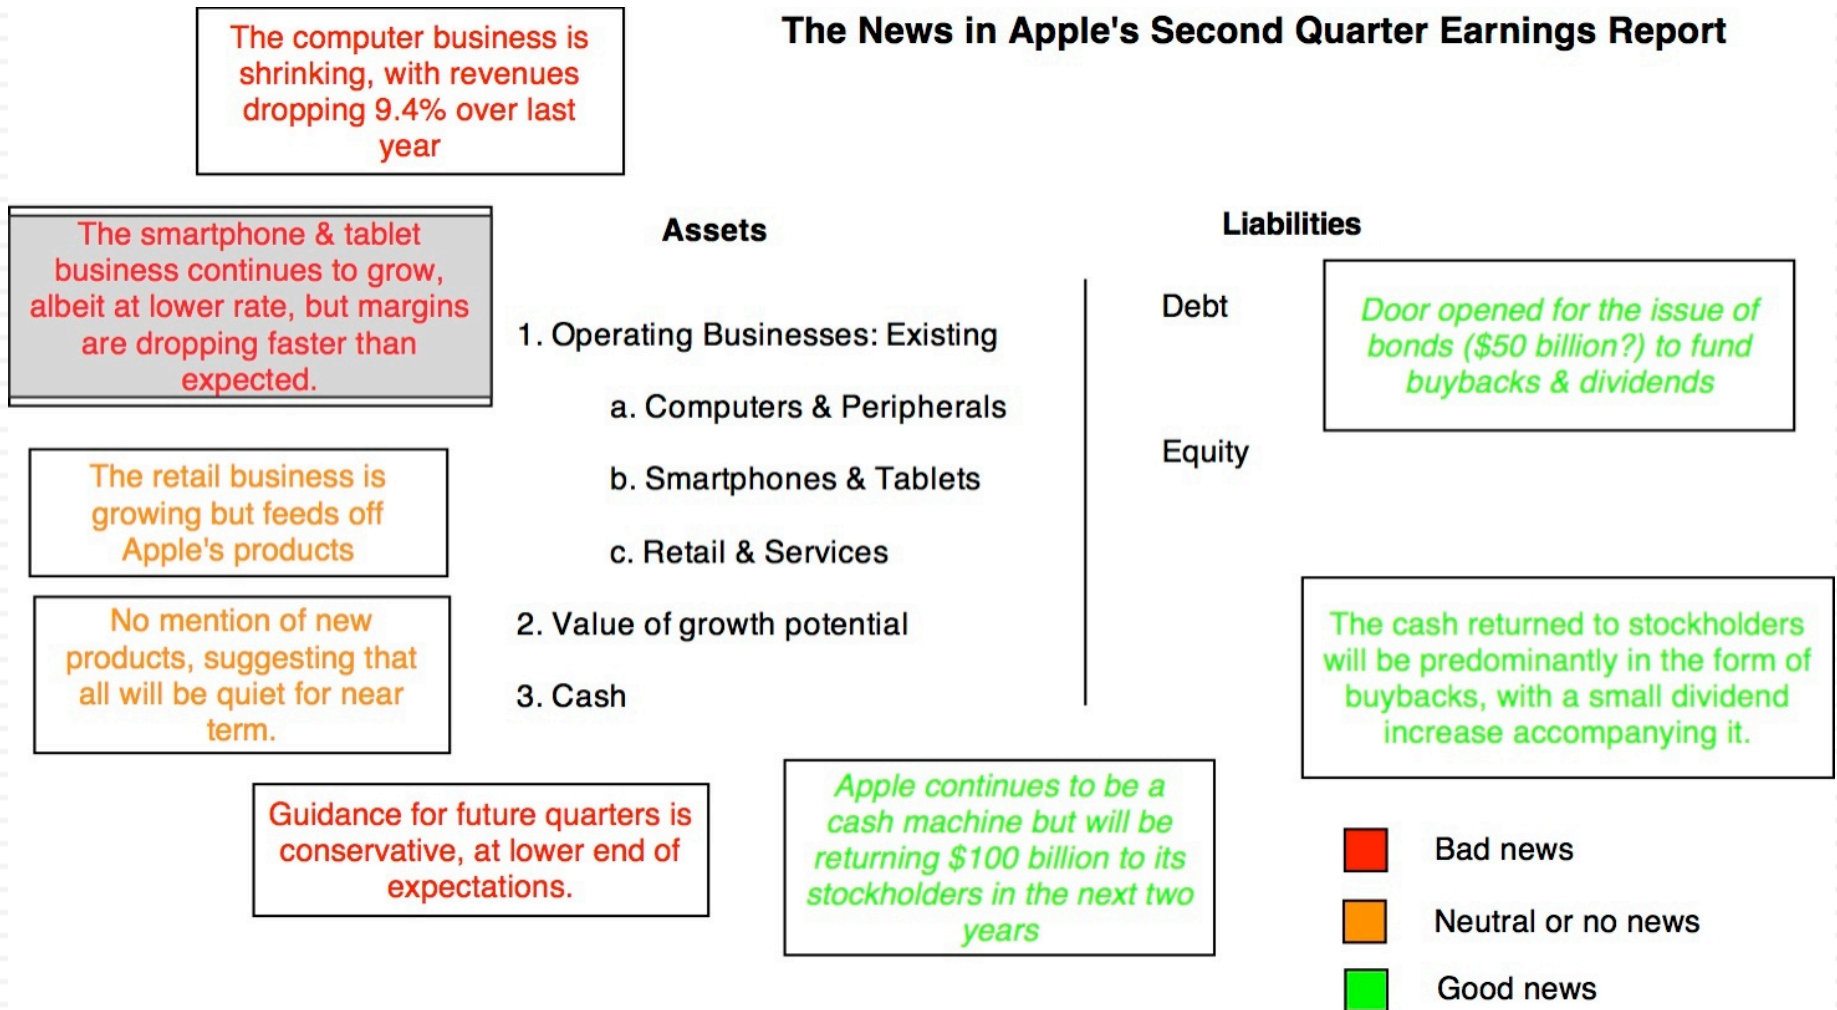 The News in Apple's Second Quarter Earnings Report
The computer business is
shrinking, with revenues
dropping 9.4% over last
year
The smartphone & tablet
business continues to grow,
albeit at lower rate, but margins
are dropping faster than
expected.
The retail business is
growing but feeds off
Apple's products
No mention of new
products, suggesting that
all will be quiet for near
term.
Guidance for future quarters is
conservative, at lower end of
expectations.
Assets
1. Operating Businesses: Existing
a. Computers & Peripherals
b. Smartphones & Tablets
c. Retail & Services
2. Value of growth potential
3. Cash
Apple continues to be a
cash machine but will be
returning $100 billion to its
stockholders in the next two
years
Liabilities
Debt
Door opened for the issue of
bonds ($50 billion?) to fund
buybacks & dividends
Equity
The cash returned to stockholders
will be predominantly in the form of
buybacks, with a small dividend
increase accompanying it.
Bad news
Neutral or no news
Good news